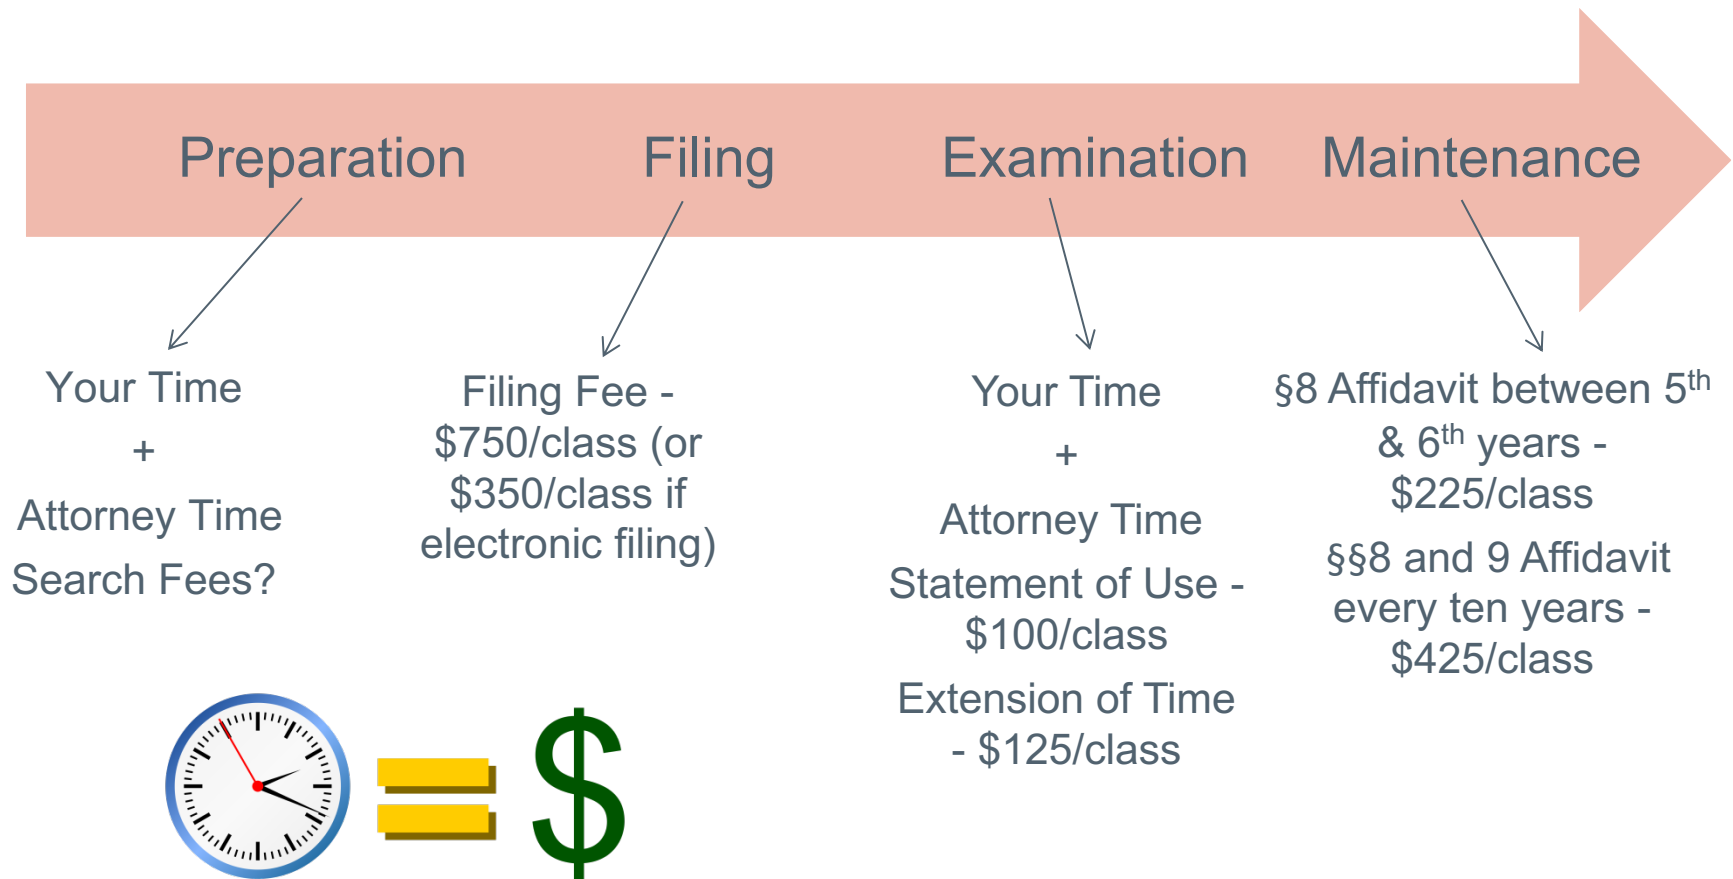 Preparation
Filing
Examination
Maintenance
Your Time
+
Attorney Time
Search Fees?
Filing Fee -
$750/class (or
$350/class if
electronic filing)
Your Time
+
Attorney Time
Statement of Use -
$100/class
Extension of Time
- $125/class
§8 Affidavit between 5th
& 6th years -
$225/class
§§8 and 9 Affidavit
every ten years -
$425/class
$